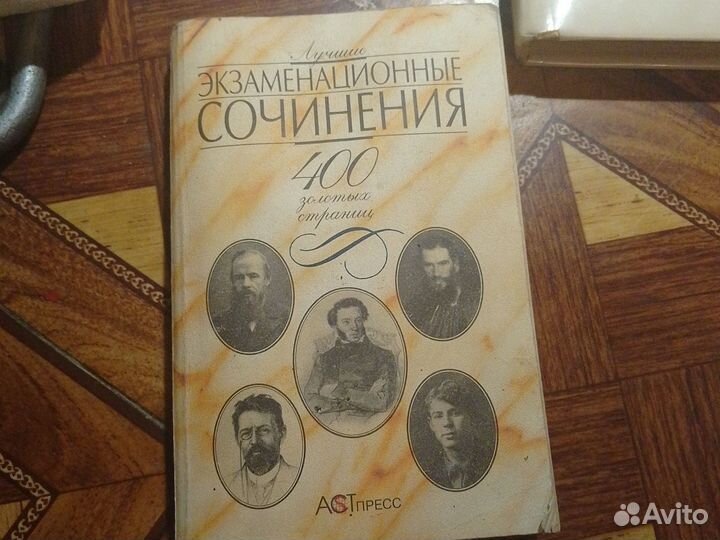 Лучшие
ЭКЗАМЕНАЦИОННЫЕ
СОЧИНЕНИЯ
400
золотых
страниц
АСТ ПРЕСС
Avito